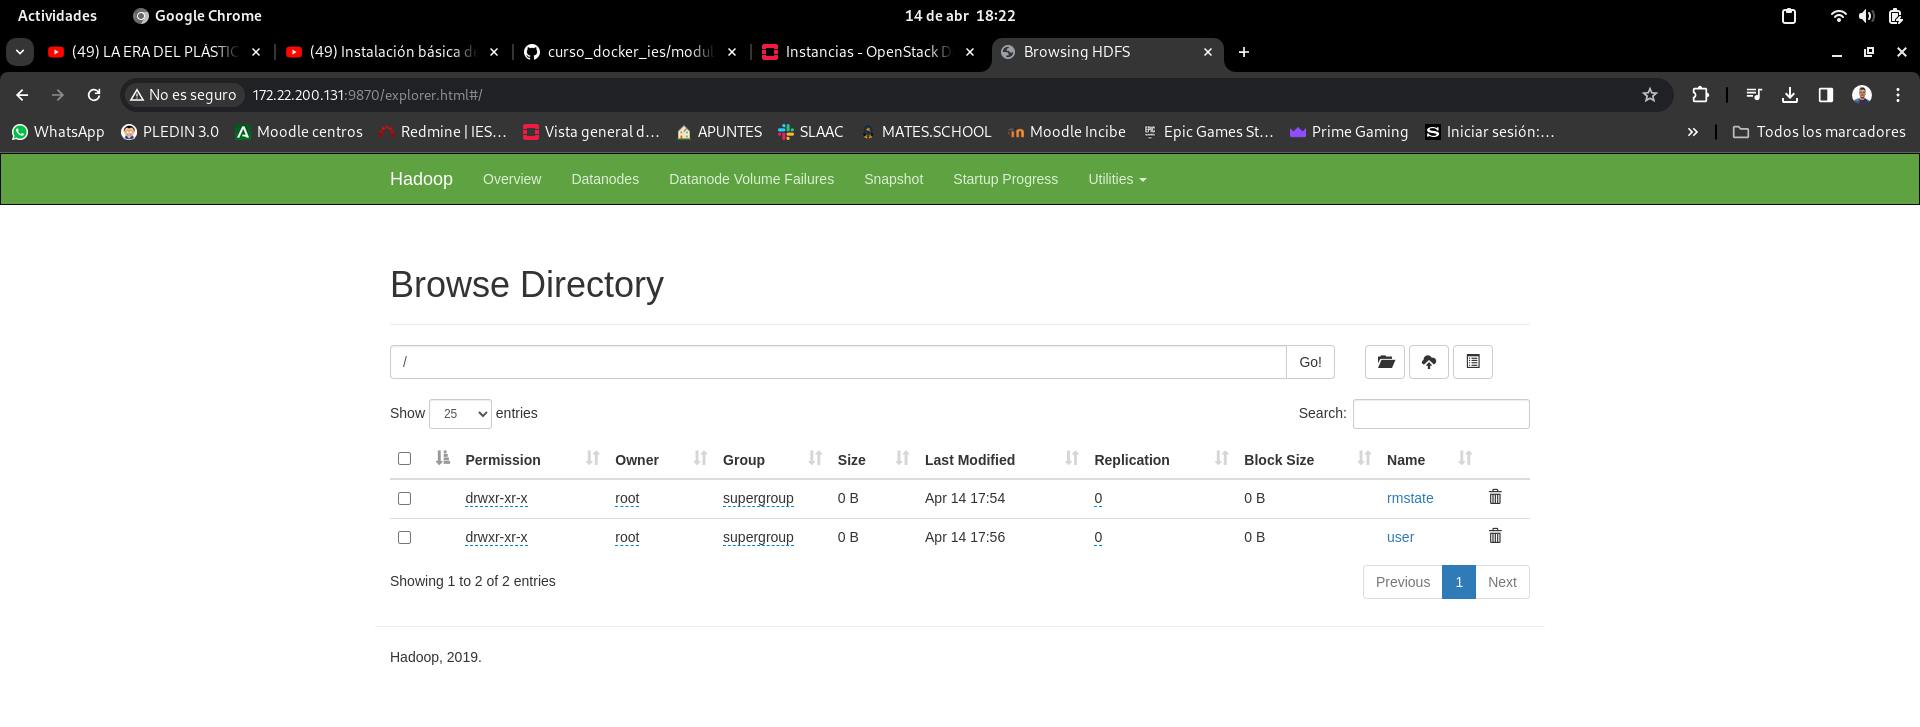 Actividades Google Chrome 14 de abr 18:22
(49) LA ERA DEL PLÁSTIC (49) Instalación básica de curso_docker_ies/modul Instancias - OpenStack D Browsing HDFS
No es seguro 172.22.200.131:9870/explorer.html#/
WhatsApp PLEDIN 3.0 Moodle centros Redmine | IES… Vista general d… APUNTES SLAAC MATES.SCHOOL Moodle Incibe Epic Games St… Prime Gaming Iniciar sesión:… Todos los marcadores
Hadoop Overview Datanodes Datanode Volume Failures Snapshot Startup Progress Utilities
Browse Directory
/ Go!
Show 25 entries Search:
Permission Owner Group Size Last Modified Replication Block Size Name
drwxr-xr-x root supergroup 0 B Apr 14 17:54 0 0 B rmstate
drwxr-xr-x root supergroup 0 B Apr 14 17:56 0 0 B user
Showing 1 to 2 of 2 entries Previous 1 Next
Hadoop, 2019.